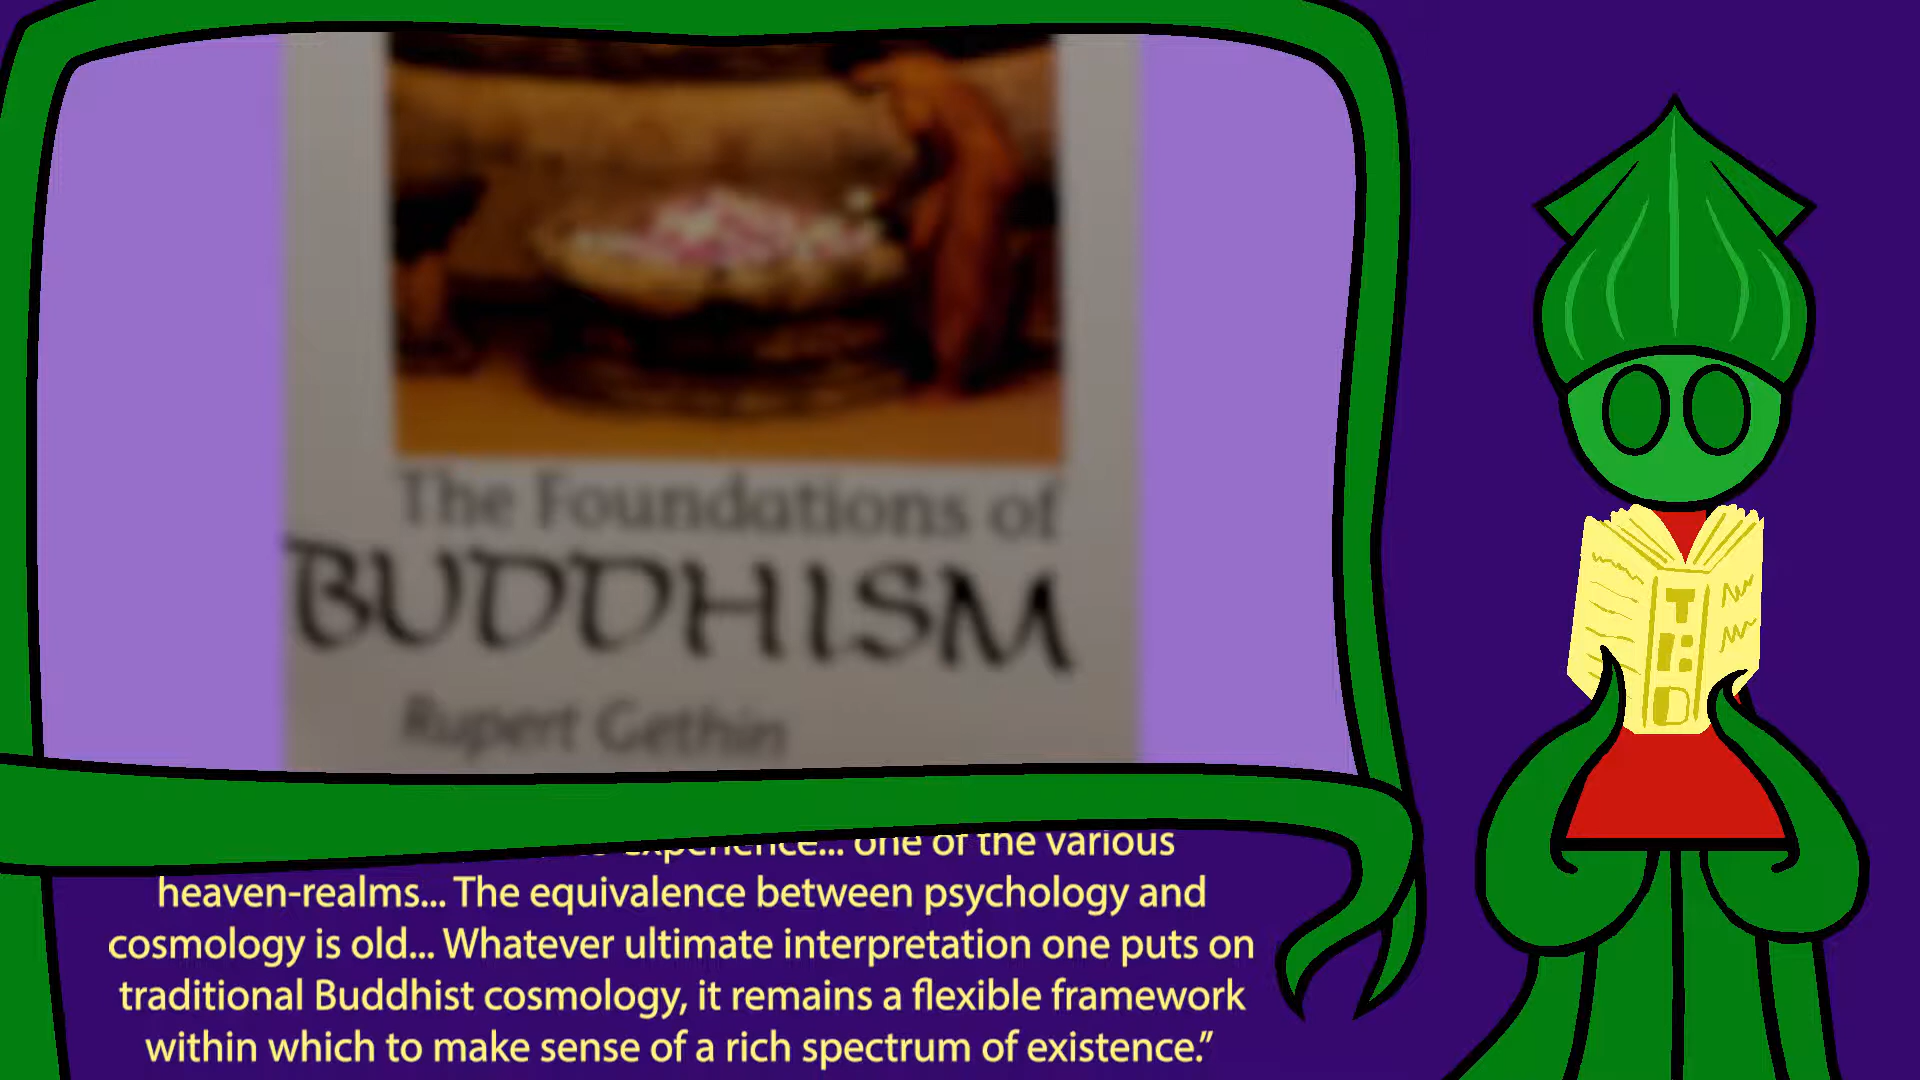 The Foundations of
BUDDHISM
Rupert Gethin
experience... one of the various
heaven-realms... The equivalence between psychology and
cosmology is old... Whatever ultimate interpretation one puts on
traditional Buddhist cosmology, it remains a flexible framework
within which to make sense of a rich spectrum of existence.”